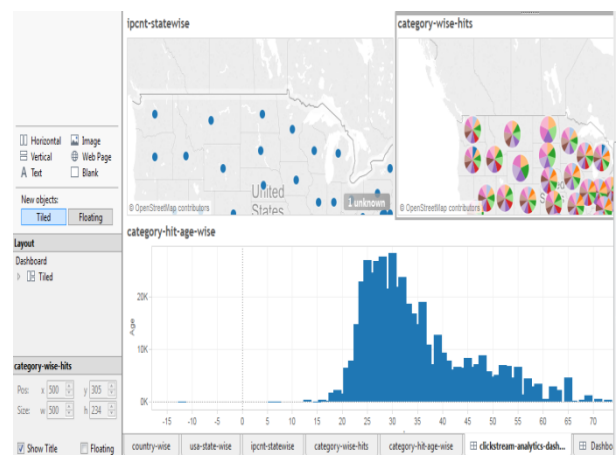 ipcnt-statewise
United
States
© OpenStreetMap contributors
1 unknown
category-wise-hits
© OpenStreetMap contributors
Horizontal
Image
Vertical
Web Page
Text
Blank
New objects:
Tiled
Floating
Layout
Dashboard
Tiled
category-wise-hits
Pos: x 500 y 305
Size: w 500 h 234
Show Title
Floating
category-hit-age-wise
Age
20K
10K
0K
-15 -10 -5 0 5 10 15 20 25 30 35 40 45 50 55 60 65 70
country-wise
usa-state-wise
ipcnt-statewise
category-wise-hits
category-hit-age-wise
clickstream-analytics-dash...
Dashbo